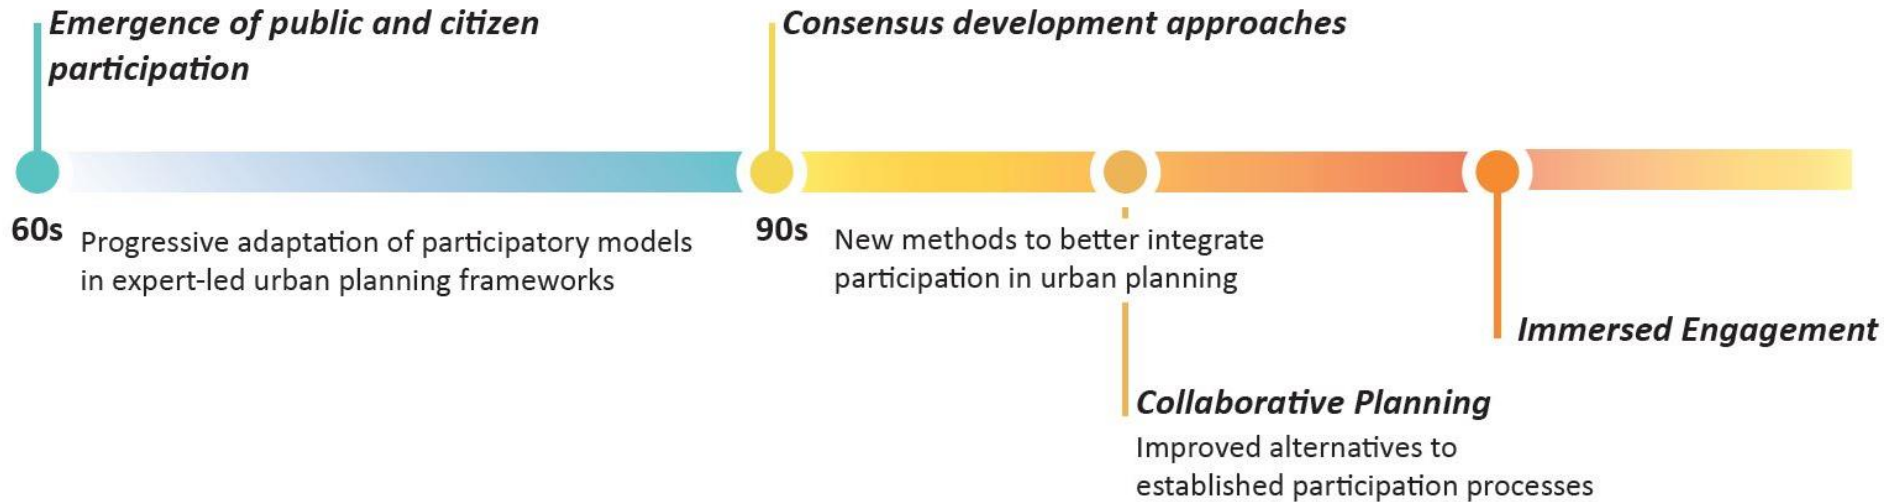 Emergence of public and citizen
participation
Consensus development approaches
60s
Progressive adaptation of participatory models
in expert-led urban planning frameworks
90s
New methods to better integrate
participation in urban planning
Immersed Engagement
Collaborative Planning
Improved alternatives to
established participation processes